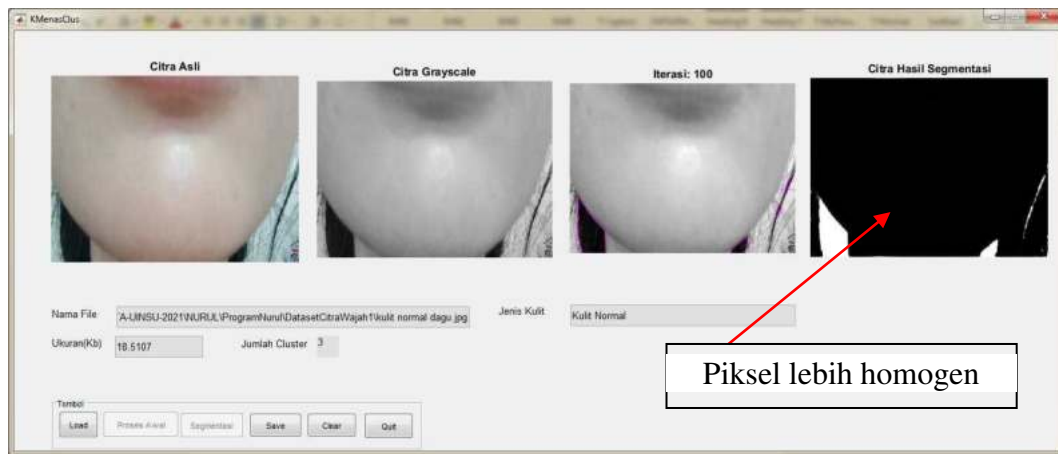 KMenasClus
Citra Asli
Citra Grayscale
Iterasi: 100
Citra Hasil Segmentasi
Nama File
'A-UINSU-2021\NURUL\ProgramNurul\DatasetCitraWajah1\kulit normal dagu.jpg
Jenis Kulit
Kulit Normal
Ukuran(Kb)
18.5107
Jumlah Cluster
3
Piksel lebih homogen
Tombol
Load
Proses Awal
Segmentasi
Save
Clear
Quit